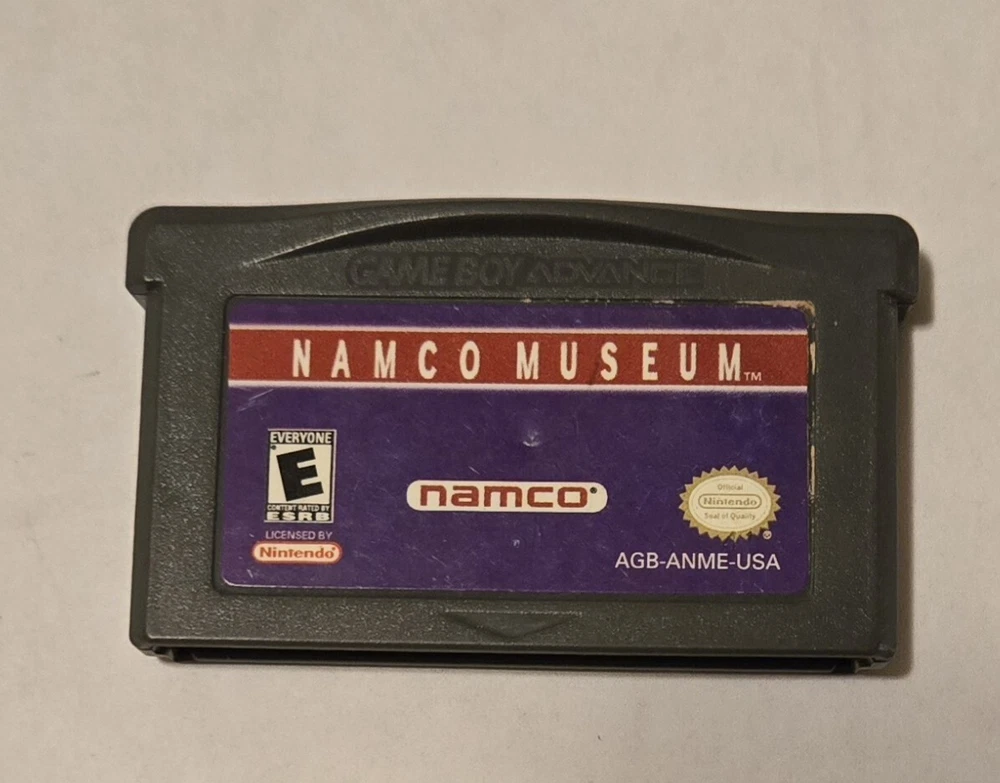 GAME BOY ADVANCE
NAMCO MUSEUM™
EVERYONE
E
CONTENT RATED BY
ESRB
LICENSED BY
Nintendo®
namco®
Official
Nintendo
Seal of Quality
®
AGB-ANME-USA